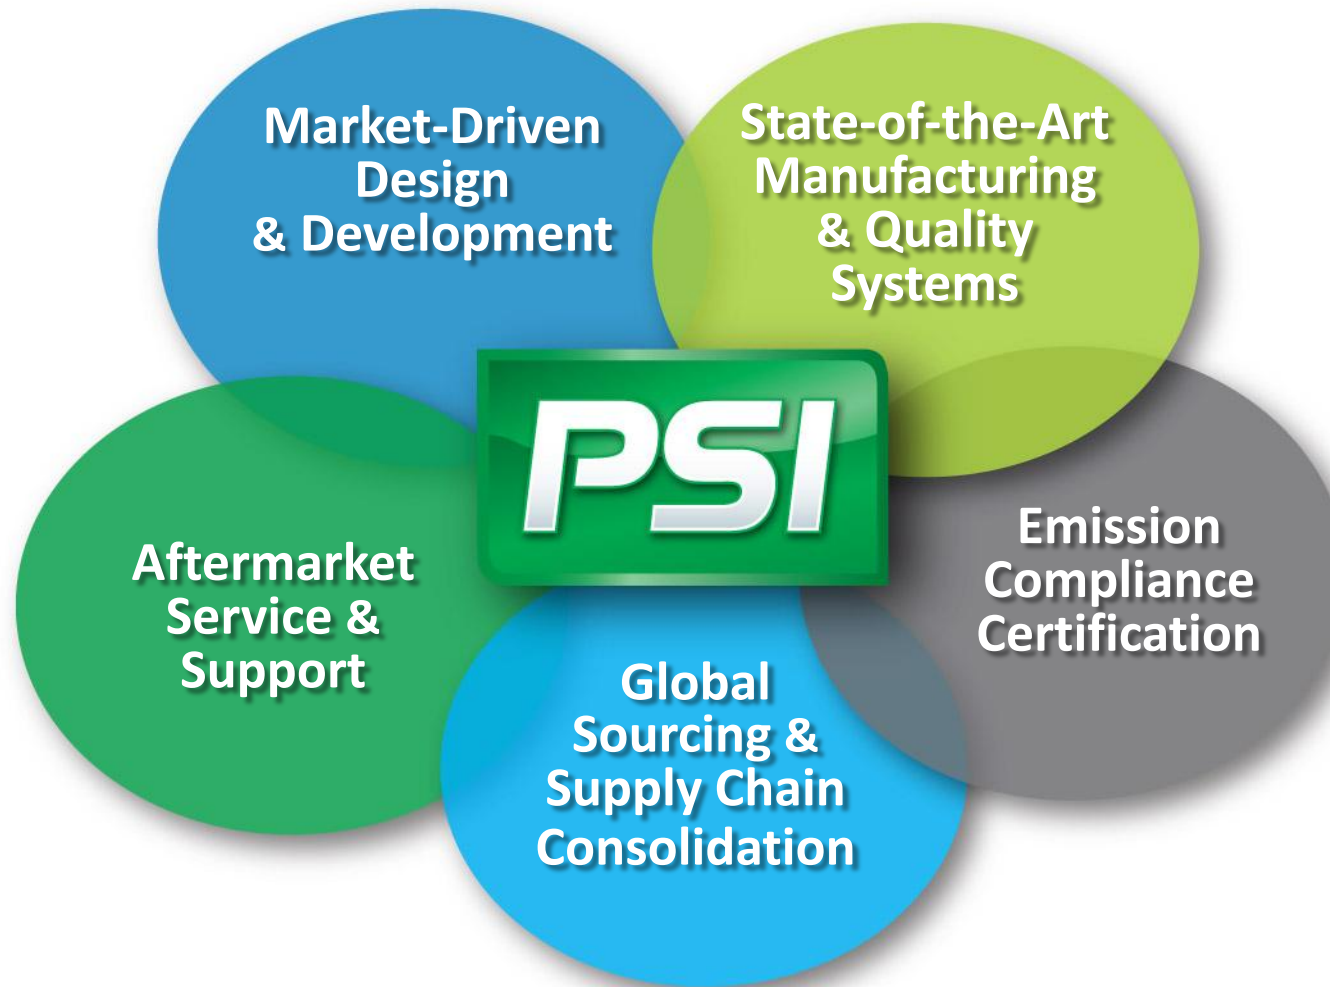 Market-Driven
Design
& Development
State-of-the-Art
Manufacturing
& Quality
Systems
PSI
Aftermarket
Service &
Support
Emission
Compliance
Certification
Global
Sourcing &
Supply Chain
Consolidation